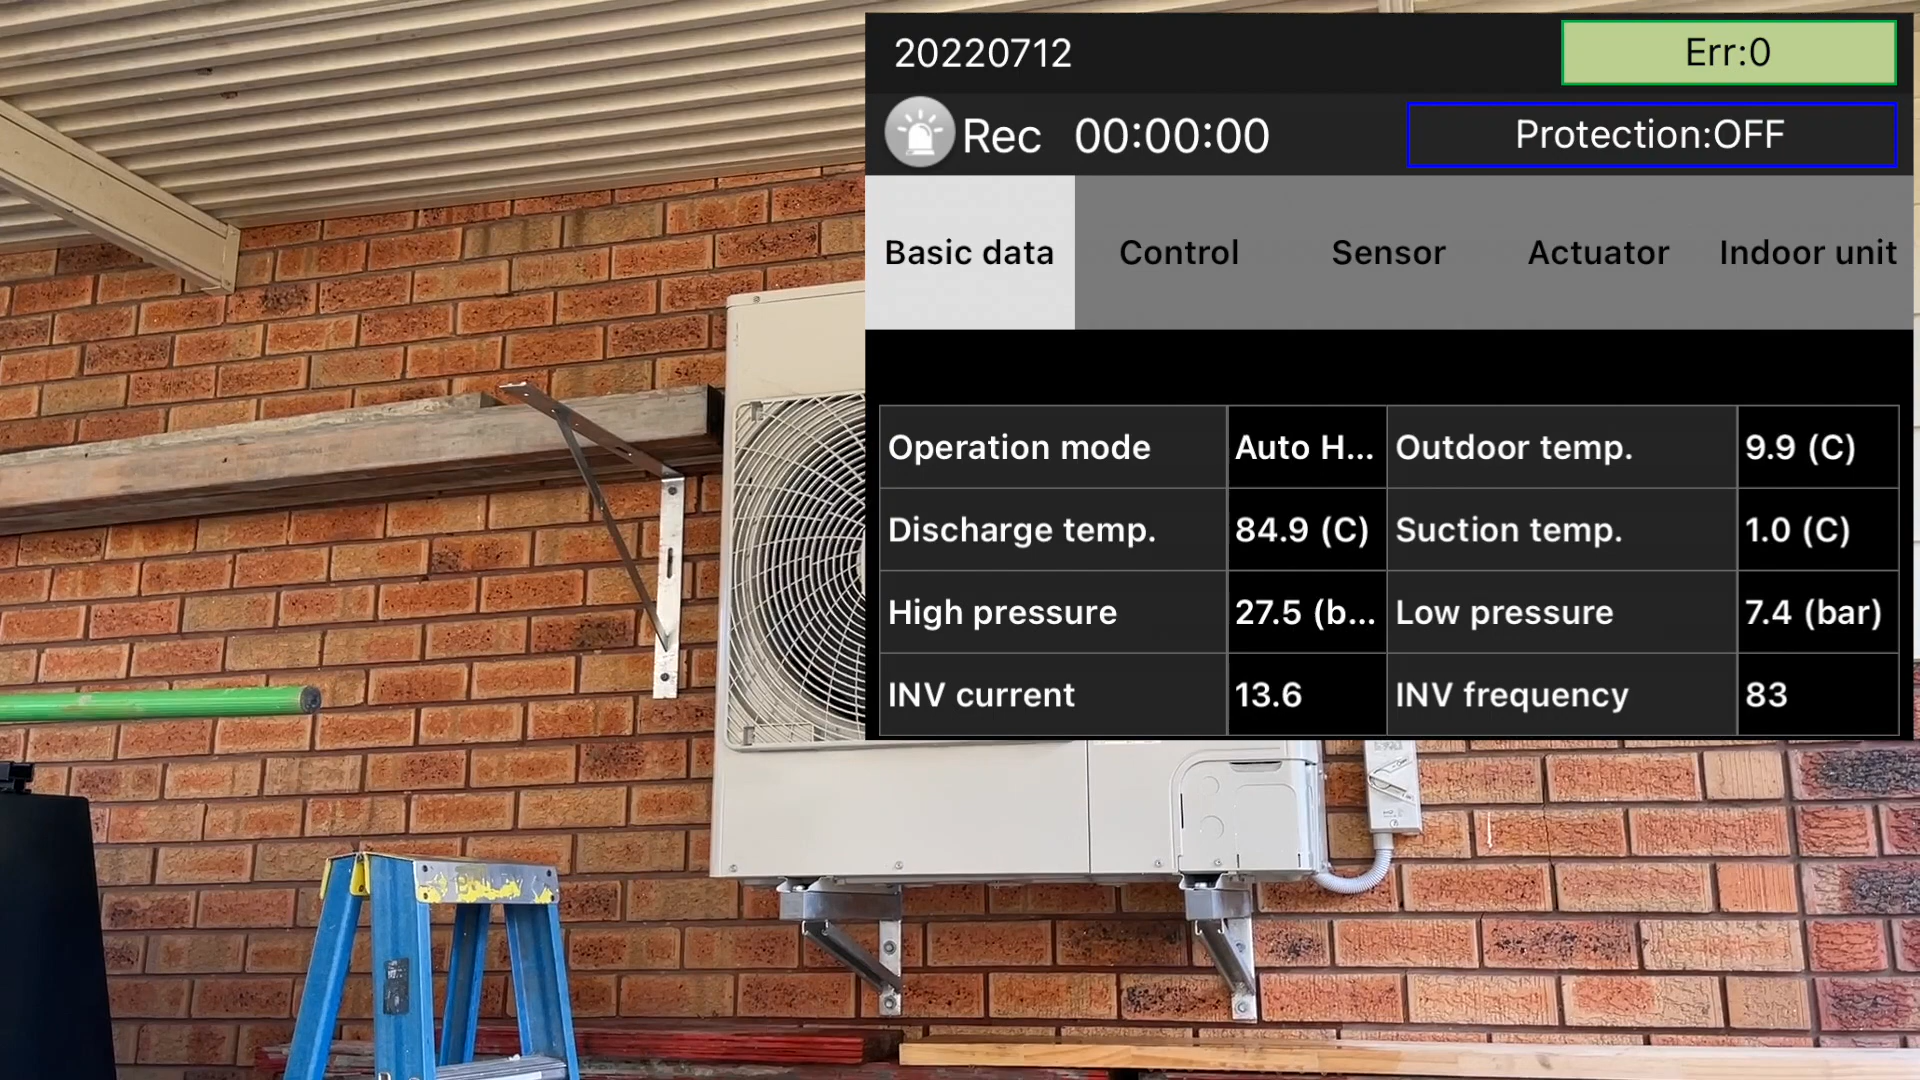 20220712 Err:0
Rec 00:00:00 Protection:OFF
Basic data Control Sensor Actuator Indoor unit
Operation mode Auto H... Outdoor temp. 9.9 (C)
Discharge temp. 84.9 (C) Suction temp. 1.0 (C)
High pressure 27.5 (b... Low pressure 7.4 (bar)
INV current 13.6 INV frequency 83